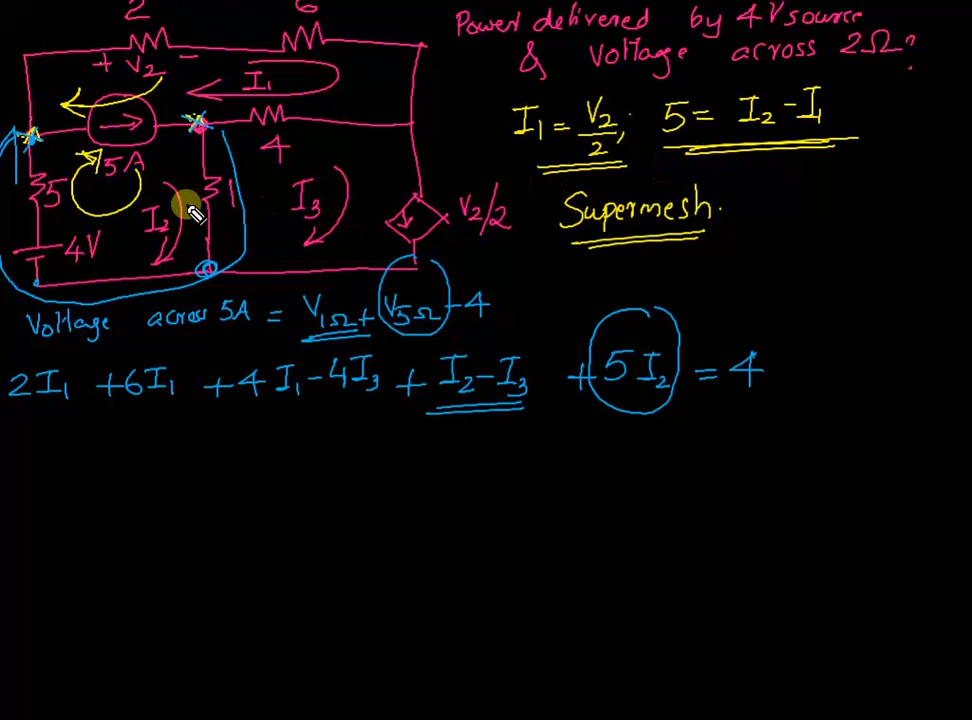 Power delivered by 4V source
& Voltage across 2Ω?
2
6
+ V2 −
I1
I1 = V2/2; 5 = I2 − I1
5A
4
5
1
I2
I3
V2/2
4V
Supermesh.
Voltage across 5A = V1Ω + V5Ω − 4
2I1 + 6I1 + 4I1 − 4I3 + I2 − I3 + 5I2 = 4